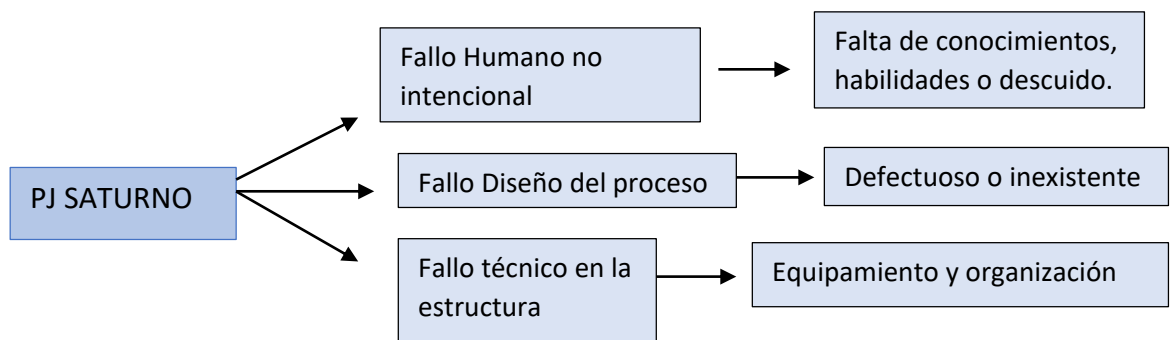 PJ SATURNO
Fallo Humano no
intencional
Falta de conocimientos,
habilidades o descuido.
Fallo Diseño del proceso
Defectuoso o inexistente
Fallo técnico en la
estructura
Equipamiento y organización